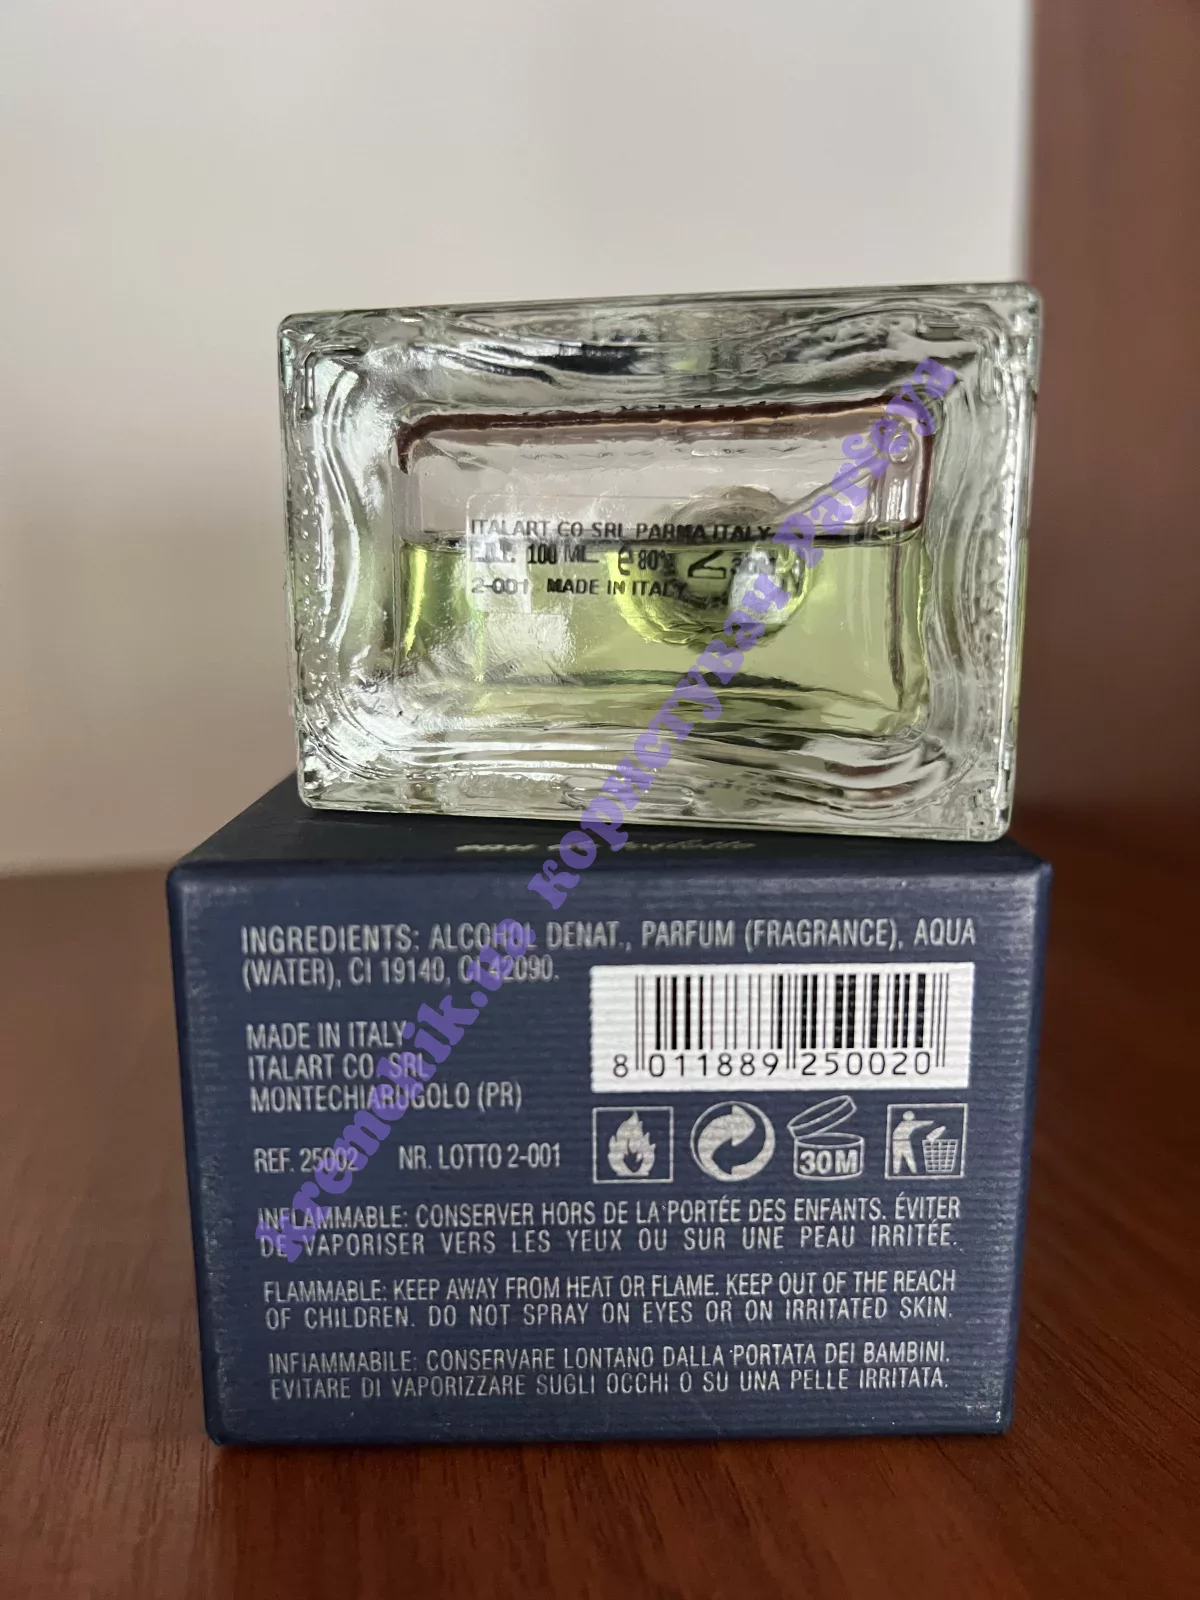 ITALART CO SRL PARMA ITALY
E.D.T. 100 ML e 80° 30M
2-001 MADE IN ITALY
INGREDIENTS: ALCOHOL DENAT., PARFUM (FRAGRANCE), AQUA
(WATER), CI 19140, CI 42090.
MADE IN ITALY
ITALART CO. SRL
MONTECHIARUGOLO (PR)
8 011889 250020
REF. 25002 NR. LOTTO 2-001
30M
INFLAMMABLE: CONSERVER HORS DE LA PORTÉE DES ENFANTS. ÉVITER
DE VAPORISER VERS LES YEUX OU SUR UNE PEAU IRRITÉE.
FLAMMABLE: KEEP AWAY FROM HEAT OR FLAME. KEEP OUT OF THE REACH
OF CHILDREN. DO NOT SPRAY ON EYES OR ON IRRITATED SKIN.
INFIAMMABILE: CONSERVARE LONTANO DALLA PORTATA DEI BAMBINI.
EVITARE DI VAPORIZZARE SUGLI OCCHI O SU UNA PELLE IRRITATA.
kremchik.ua користувач Parseya